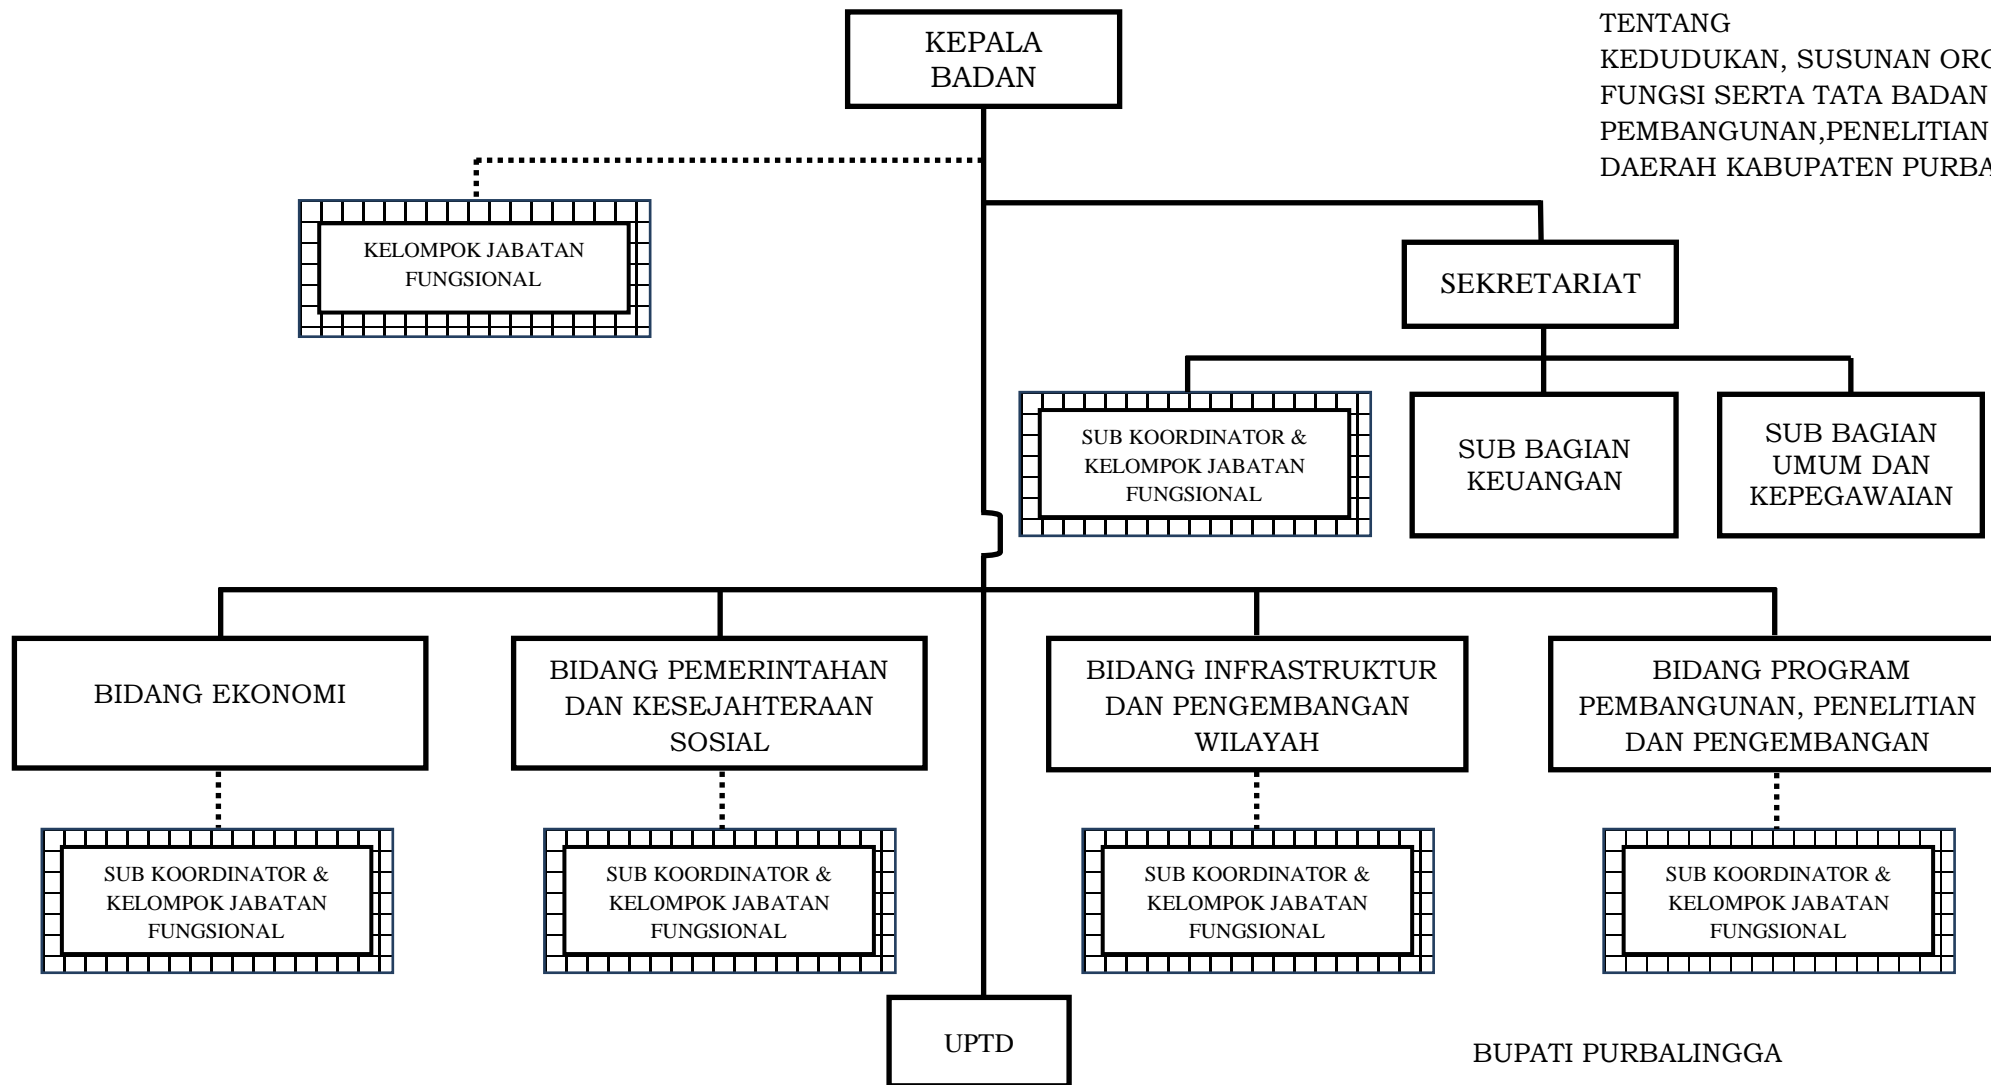 KEPALA
BADAN
TENTANG
KEDUDUKAN, SUSUNAN
FUNGSI SERTA TATA BADAN
PEMBANGUNAN,PENELITIAN
DAERAH KABUPATEN
KELOMPOK JABATAN
FUNGSIONAL
SEKRETARIAT
SUB KOORDINATOR &
KELOMPOK JABATAN
FUNGSIONAL
SUB BAGIAN
KEUANGAN
SUB BAGIAN
UMUM DAN
KEPEGAWAIAN
BIDANG EKONOMI
BIDANG PEMERINTAHAN
DAN KESEJAHTERAAN
SOSIAL
BIDANG INFRASTRUKTUR
DAN PENGEMBANGAN
WILAYAH
BIDANG PROGRAM
PEMBANGUNAN, PENELITIAN
DAN PENGEMBANGAN
SUB KOORDINATOR &
KELOMPOK JABATAN
FUNGSIONAL
SUB KOORDINATOR &
KELOMPOK JABATAN
FUNGSIONAL
SUB KOORDINATOR &
KELOMPOK JABATAN
FUNGSIONAL
SUB KOORDINATOR &
KELOMPOK JABATAN
FUNGSIONAL
UPTD
BUPATI PURBALINGGA